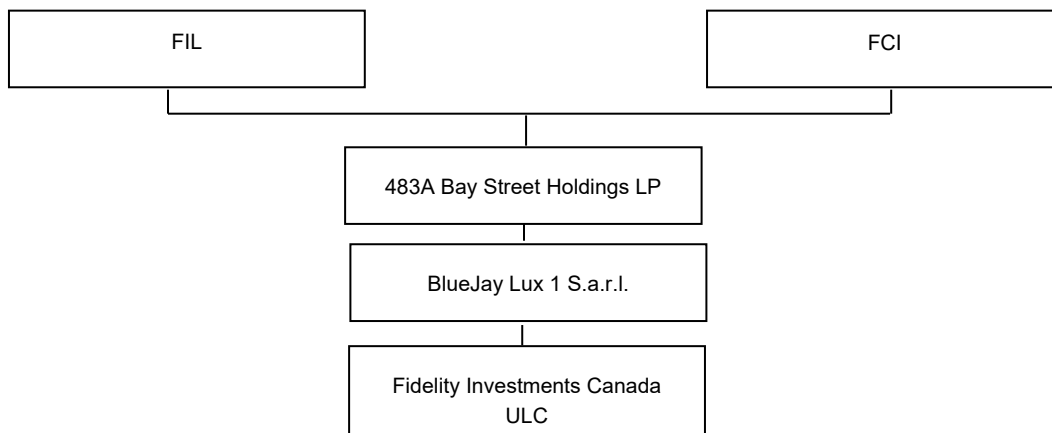 FIL
FCI
483A Bay Street Holdings LP
BlueJay Lux 1 S.a.r.l.
Fidelity Investments Canada
ULC